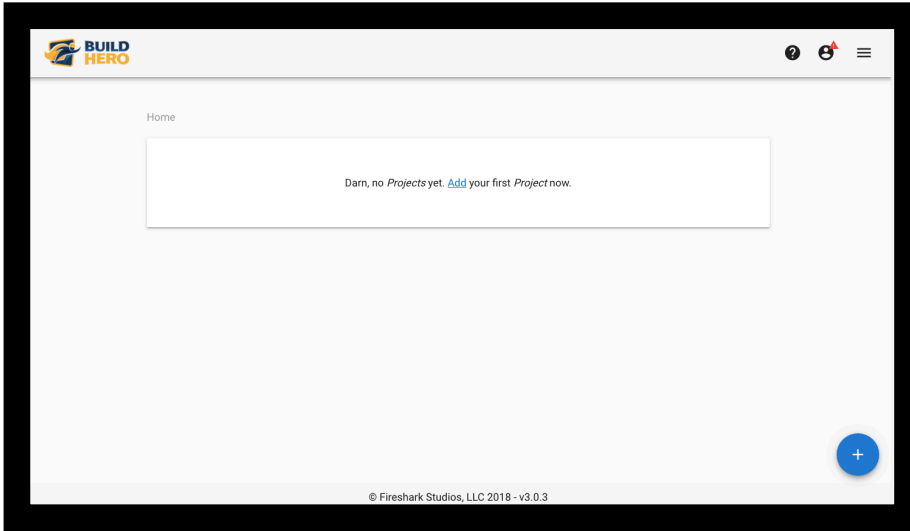 BUILD
HERO
Home
Darn, no Projects yet. Add your first Project now.
© Fireshark Studios, LLC 2018 - v3.0.3